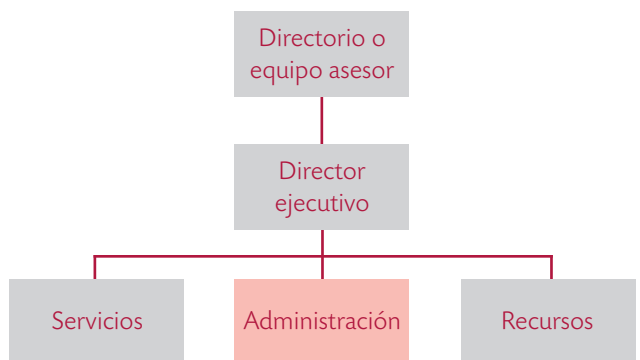 Directorio o
equipo asesor
Director
ejecutivo
Servicios
Administración
Recursos